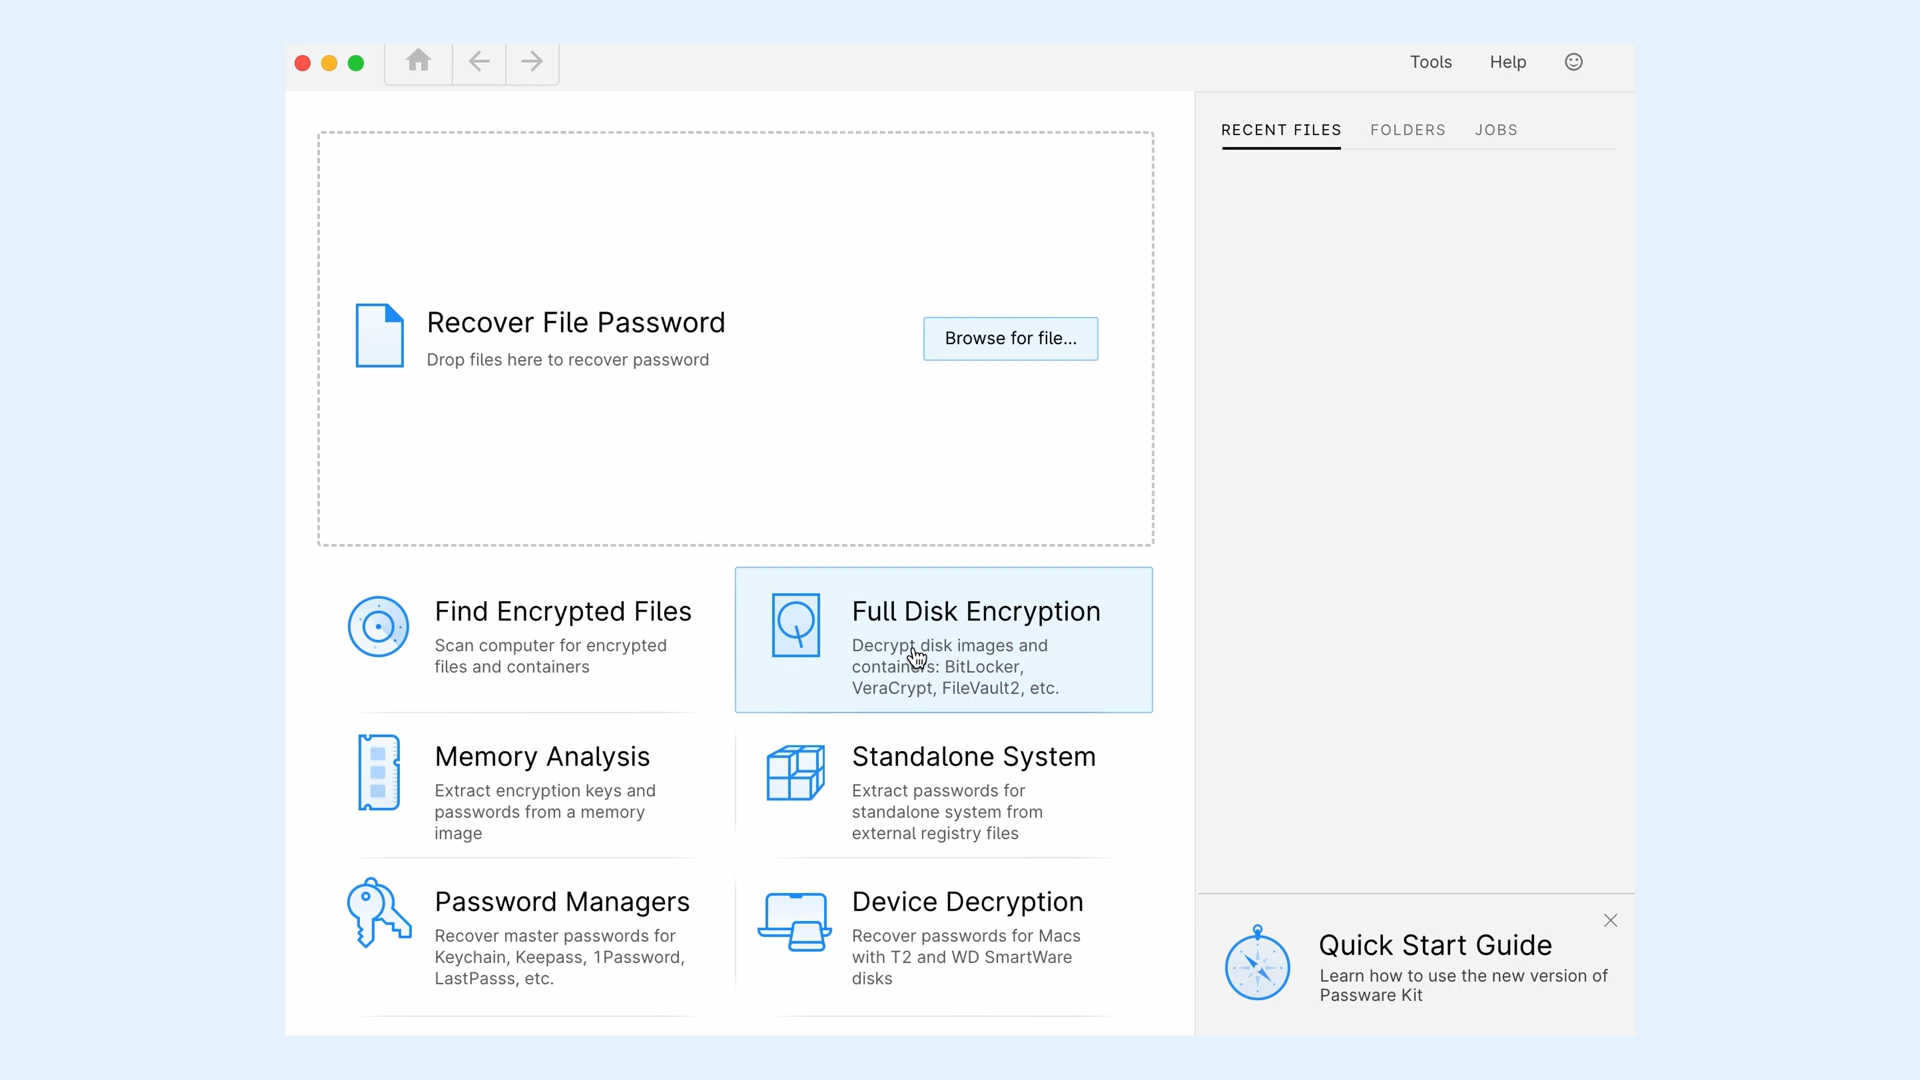 Tools
Help
RECENT FILES
FOLDERS
JOBS
Recover File Password
Drop files here to recover password
Browse for file...
Find Encrypted Files
Scan computer for encrypted
files and containers
Full Disk Encryption
Decrypt disk images and
containers: BitLocker,
VeraCrypt, FileVault2, etc.
Memory Analysis
Extract encryption keys and
passwords from a memory
image
Standalone System
Extract passwords for
standalone system from
external registry files
Password Managers
Recover master passwords for
Keychain, Keepass, 1Password,
LastPasss, etc.
Device Decryption
Recover passwords for Macs
with T2 and WD SmartWare
disks
Quick Start Guide
Learn how to use the new version of
Passware Kit